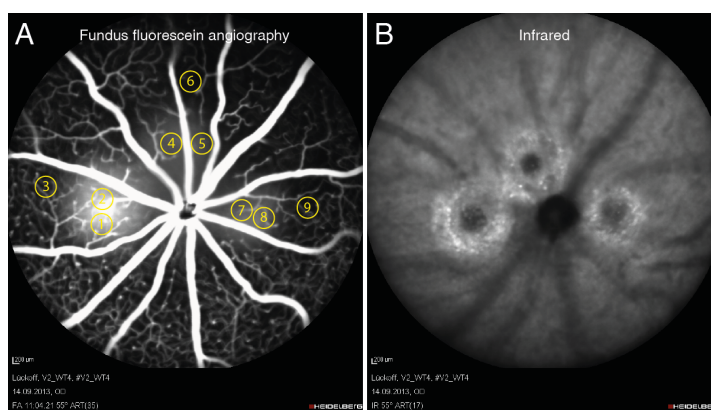 A
Fundus fluorescein angiography
6
4
5
3
2
1
7
8
9
200 µm
Lückoff, V2_WT4, #V2_WT4
14.09.2013, OD
FA 11:04.21 55° ART(85)
HEIDELBERG
B
Infrared
200 µm
Lückoff, V2_WT4, #V2_WT4
14.09.2013, OD
IR 55° ART(17)
HEIDELBERG